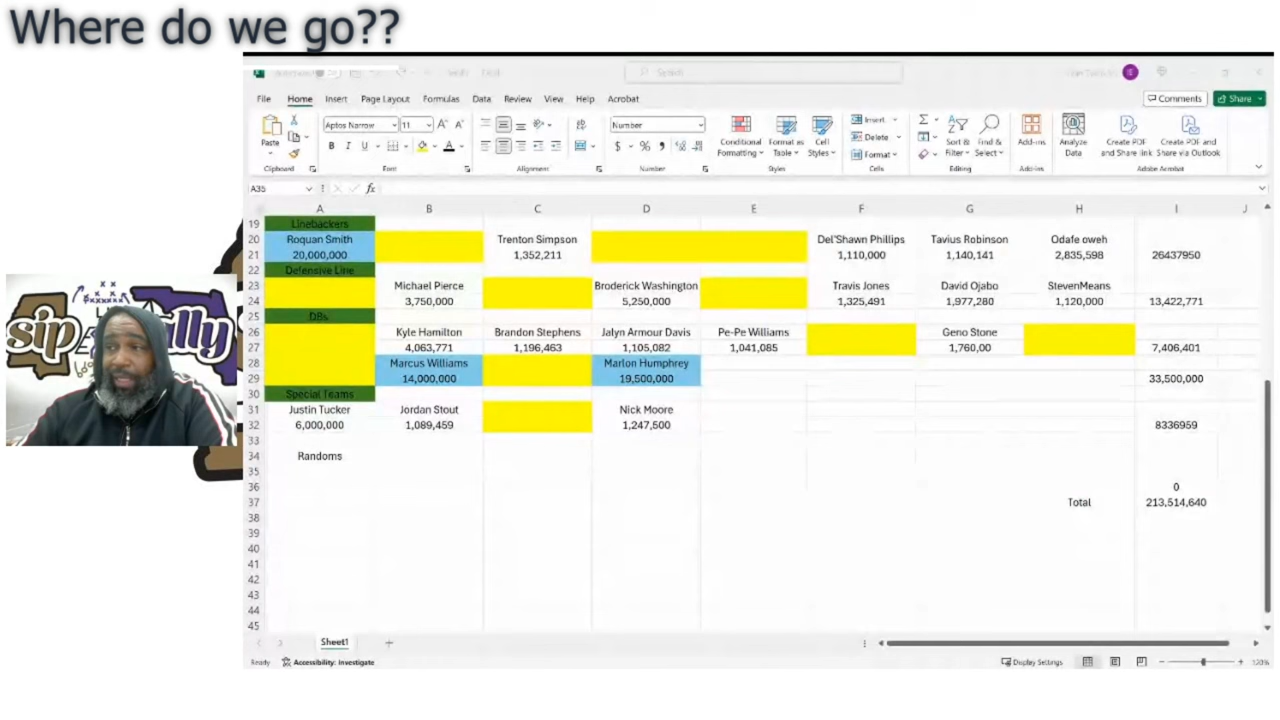 Where do we go??
Search
File Home Insert Page Layout Formulas Data Review View Help Acrobat Comments Share
Paste Aptos Narrow 11 A A B I U A Number $ % Conditional Formatting Format as Table Cell Styles Insert Delete Format Sort & Filter Find & Select Add-ins Analyze Data Create PDF and Share link Create PDF and Share via Outlook
Clipboard Font Alignment Number Styles Cells Editing Add-ins Adobe Acrobat
A35 fx
A B C D E F G H I J
19 Linebackers
20 Roquan Smith Trenton Simpson Del'Shawn Phillips Tavius Robinson Odafe oweh
21 20,000,000 1,352,211 1,110,000 1,140,141 2,835,598 26437950
22 Defensive Line
23 Michael Pierce Broderick Washington Travis Jones David Ojabo StevenMeans
24 3,750,000 5,250,000 1,325,491 1,977,280 1,120,000 13,422,771
25 DBs
26 Kyle Hamilton Brandon Stephens Jalyn Armour Davis Pe-Pe Williams Geno Stone
27 4,063,771 1,196,463 1,105,082 1,041,085 1,760,00 7,406,401
28 Marcus Williams Marlon Humphrey
29 14,000,000 19,500,000 33,500,000
30 Special Teams
31 Justin Tucker Jordan Stout Nick Moore
32 6,000,000 1,089,459 1,247,500 8336959
33
34 Randoms
35
36 0
37 Total 213,514,640
38
39
40
41
42
43
44
45
sip
Sheet1 +
Ready Accessibility: Investigate Display Settings - + 120%